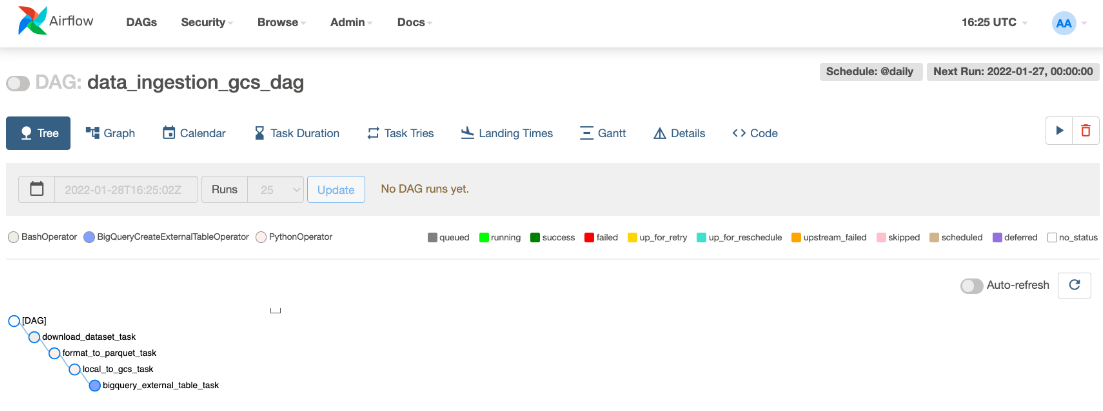 Airflow DAGs Security Browse Admin Docs 16:25 UTC AA
Schedule: @daily Next Run: 2022-01-27, 00:00:00
DAG: data_ingestion_gcs_dag
Tree Graph Calendar Task Duration Task Tries Landing Times Gantt Details <> Code
2022-01-28T16:25:02Z Runs 25 Update No DAG runs yet.
BashOperator BigQueryCreateExternalTableOperator PythonOperator queued running success failed up_for_retry up_for_reschedule upstream_failed skipped scheduled deferred no_status
Auto-refresh
[DAG]
download_dataset_task
format_to_parquet_task
local_to_gcs_task
bigquery_external_table_task